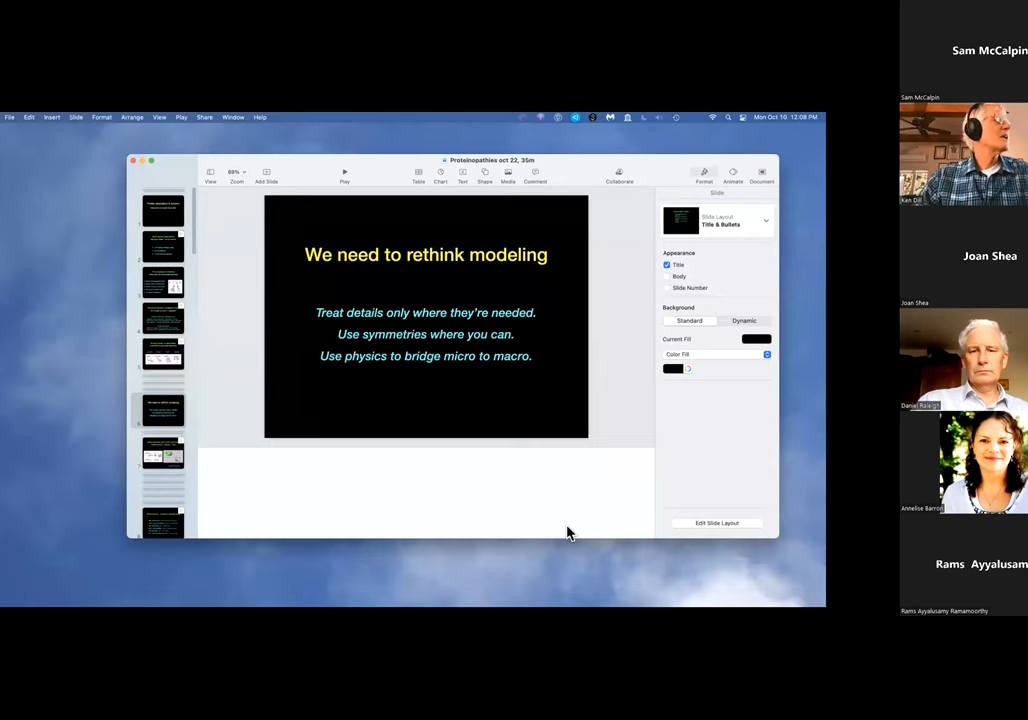 File Edit Insert Slide Format Arrange View Play Share Window Help
Mon Oct 10 12:08 PM
Proteinopathies oct 22, 35m
69%
View Zoom Add Slide Play Table Chart Text Shape Media Comment Collaborate Format Animate Document
Slide
Slide Layout
Title & Bullets
Appearance
Title
Body
Slide Number
Background
Standard Dynamic
Current Fill
Color Fill
Edit Slide Layout
We need to rethink modeling
Treat details only where they're needed.
Use symmetries where you can.
Use physics to bridge micro to macro.
Sam McCalpin
Sam McCalpin
Ken Dill
Joan Shea
Joan Shea
Daniel Raleigh
Annelise Barron
Rams Ayyalusam
Rams Ayyalusamy Ramamoorthy